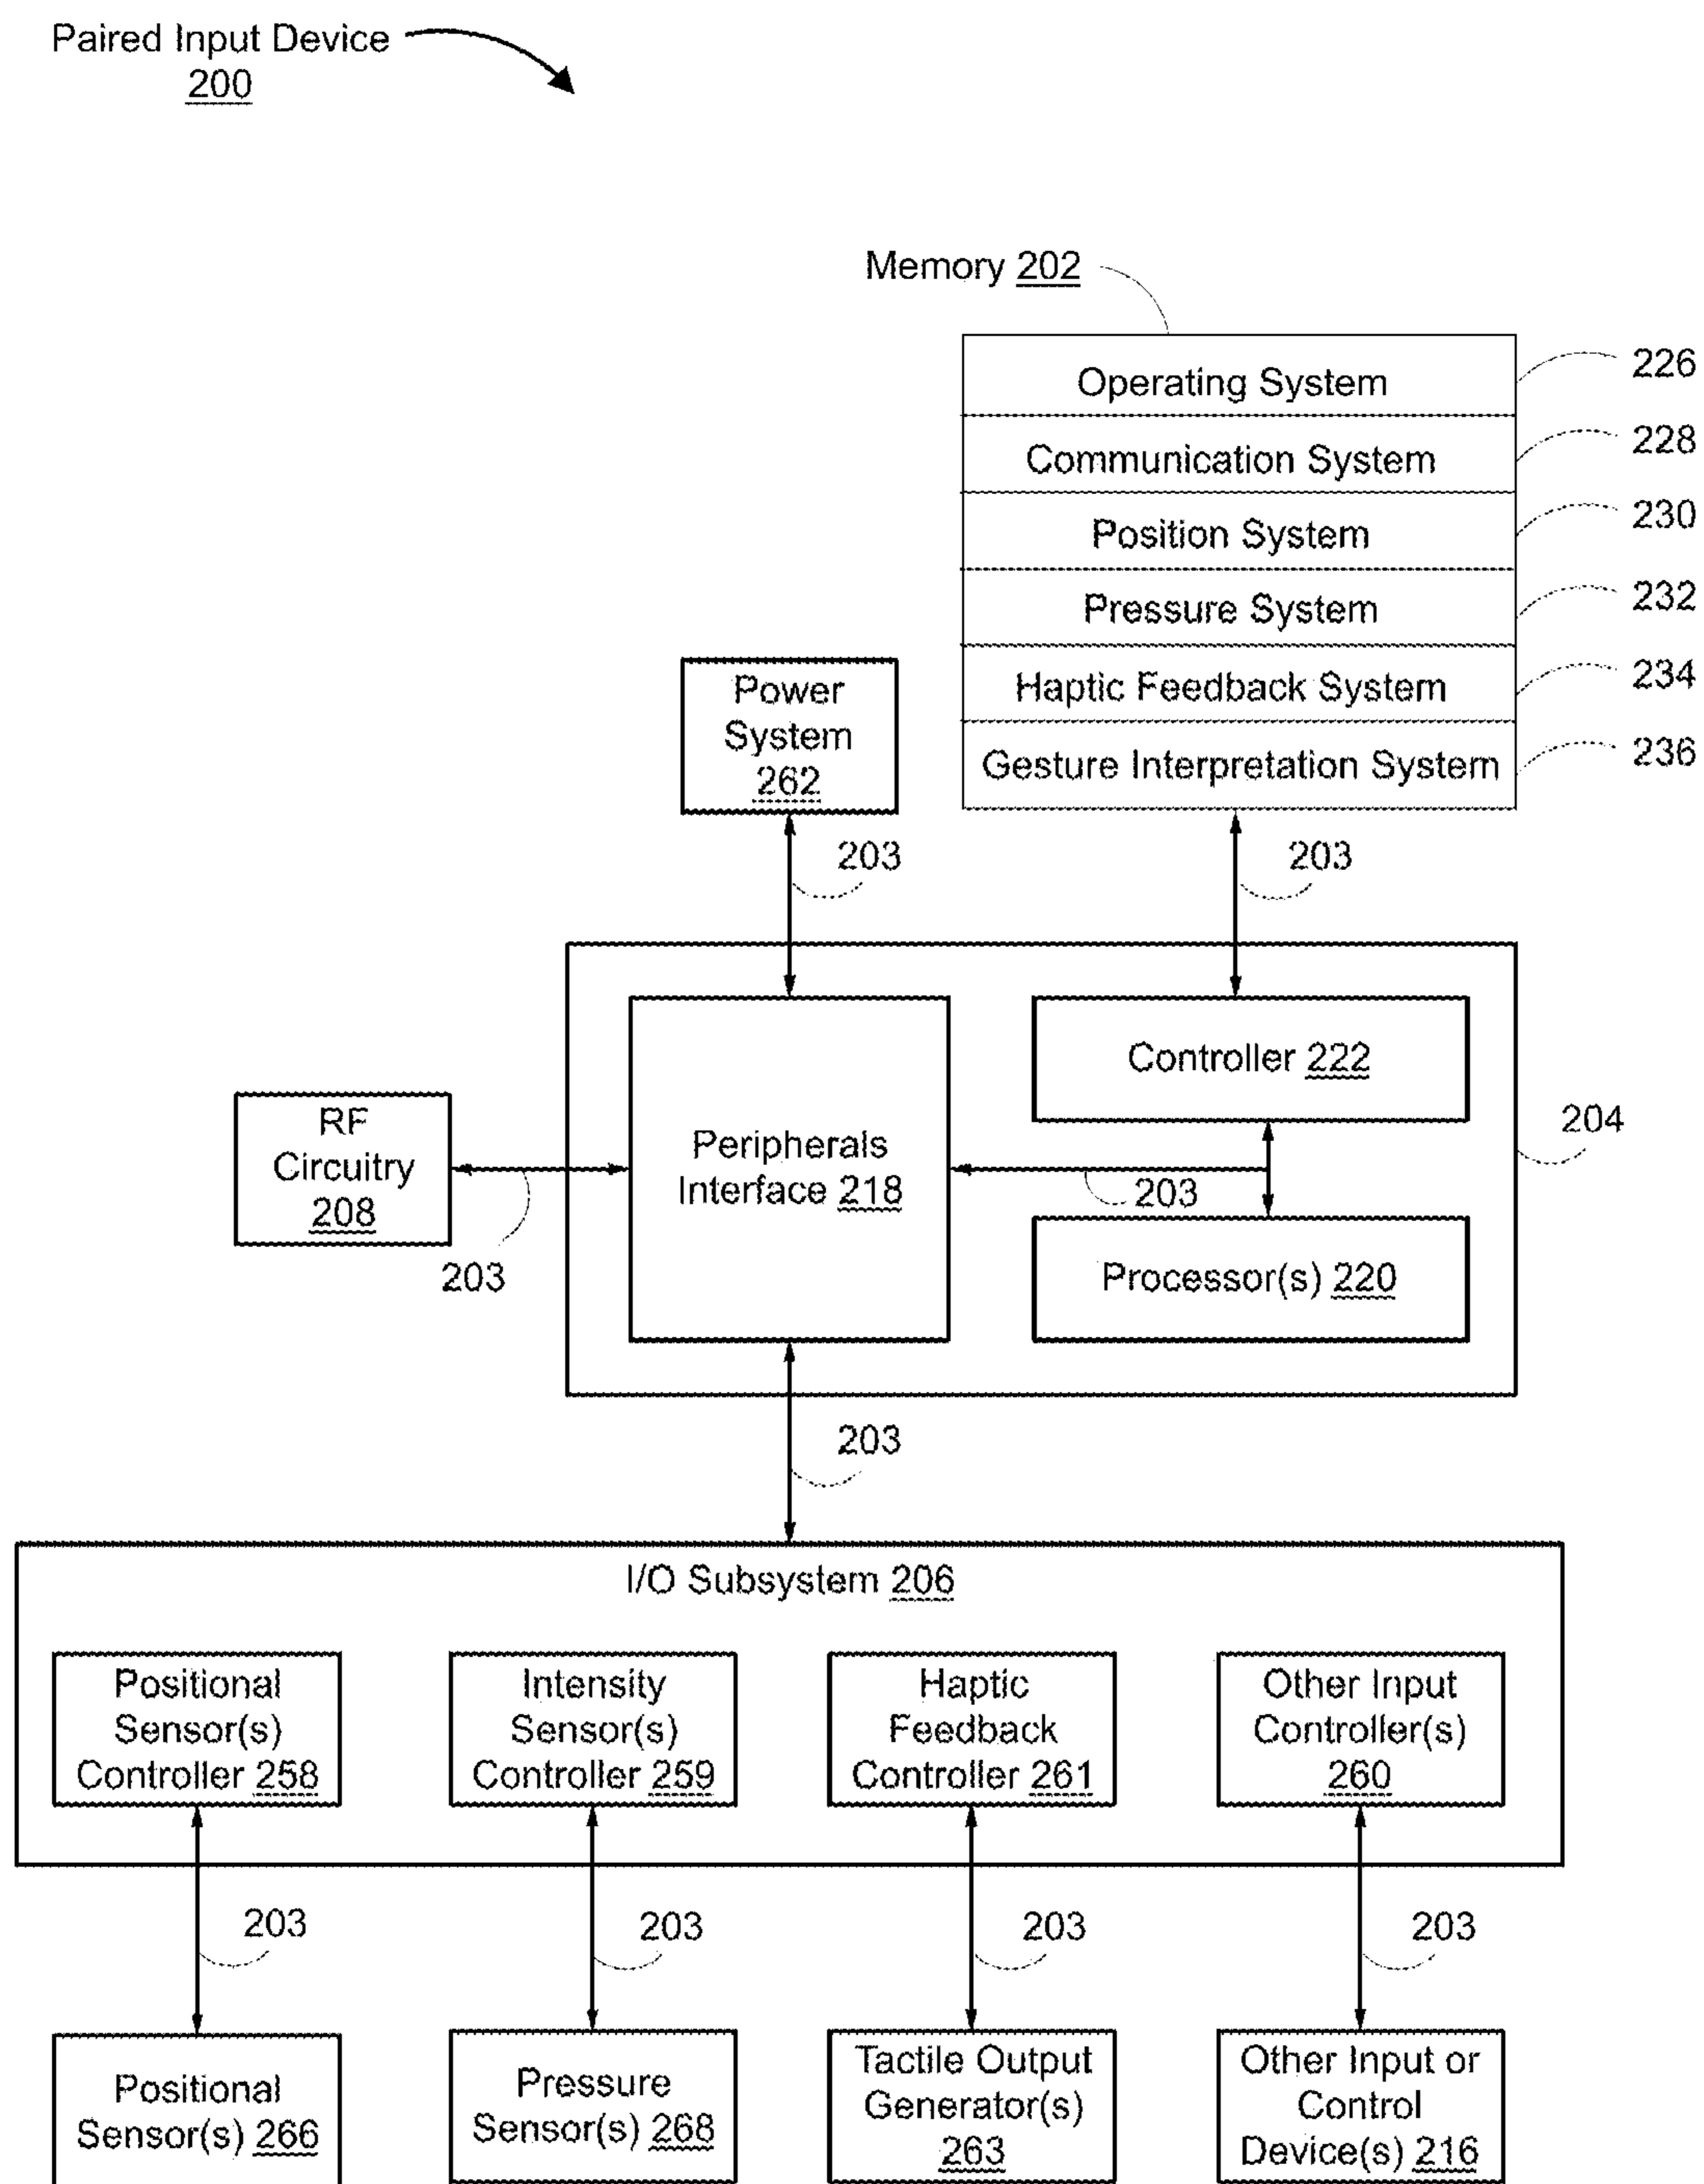 Paired Input Device
200
Memory 202
Operating System
226
Communication System
228
Position System
230
Pressure System
232
Haptic Feedback System
234
Gesture Interpretation System
236
Power
System
262
203
203
Controller 222
RF
Circuitry
208
203
Peripherals
Interface 218
203
204
Processor(s) 220
203
I/O Subsystem 206
Positional
Sensor(s)
Controller 258
Intensity
Sensor(s)
Controller 259
Haptic
Feedback
Controller 261
Other Input
Controller(s)
260
203
203
203
203
Positional
Sensor(s) 266
Pressure
Sensor(s) 268
Tactile Output
Generator(s)
263
Other Input or
Control
Device(s) 216